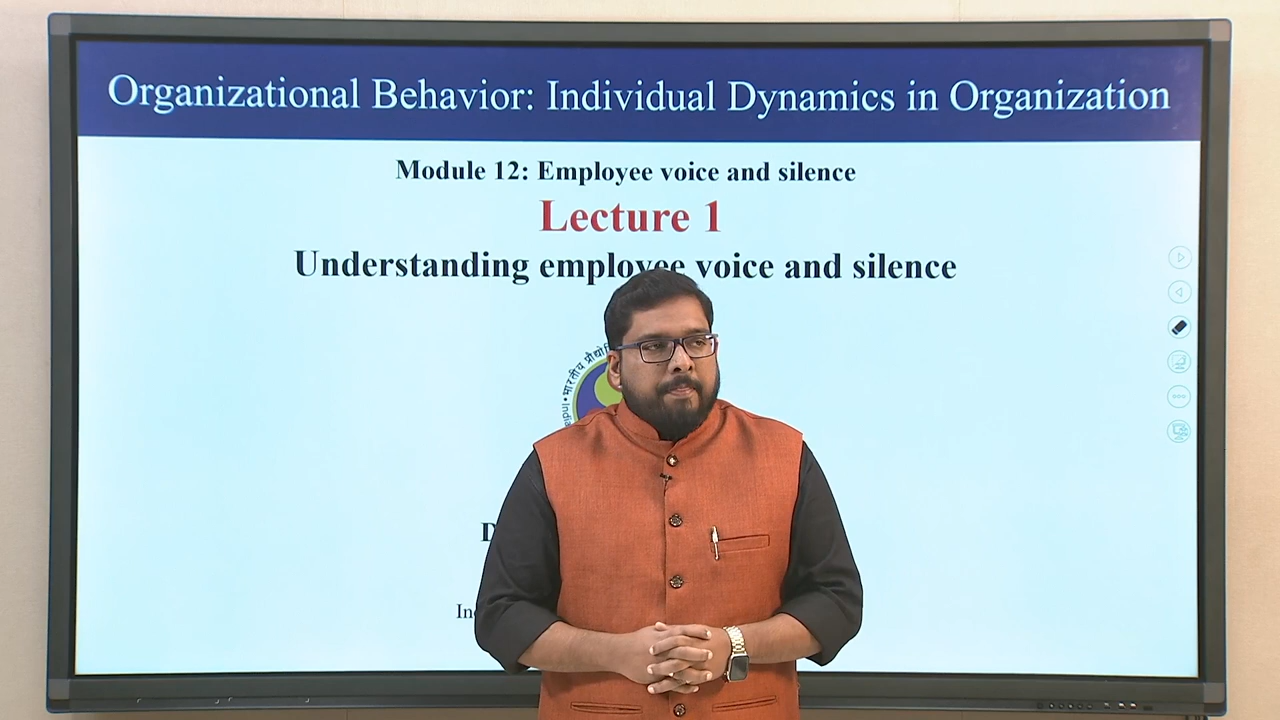 Organizational Behavior: Individual Dynamics in Organization
Module 12: Employee voice and silence
Lecture 1
Understanding employee voice and silence
भारतीय